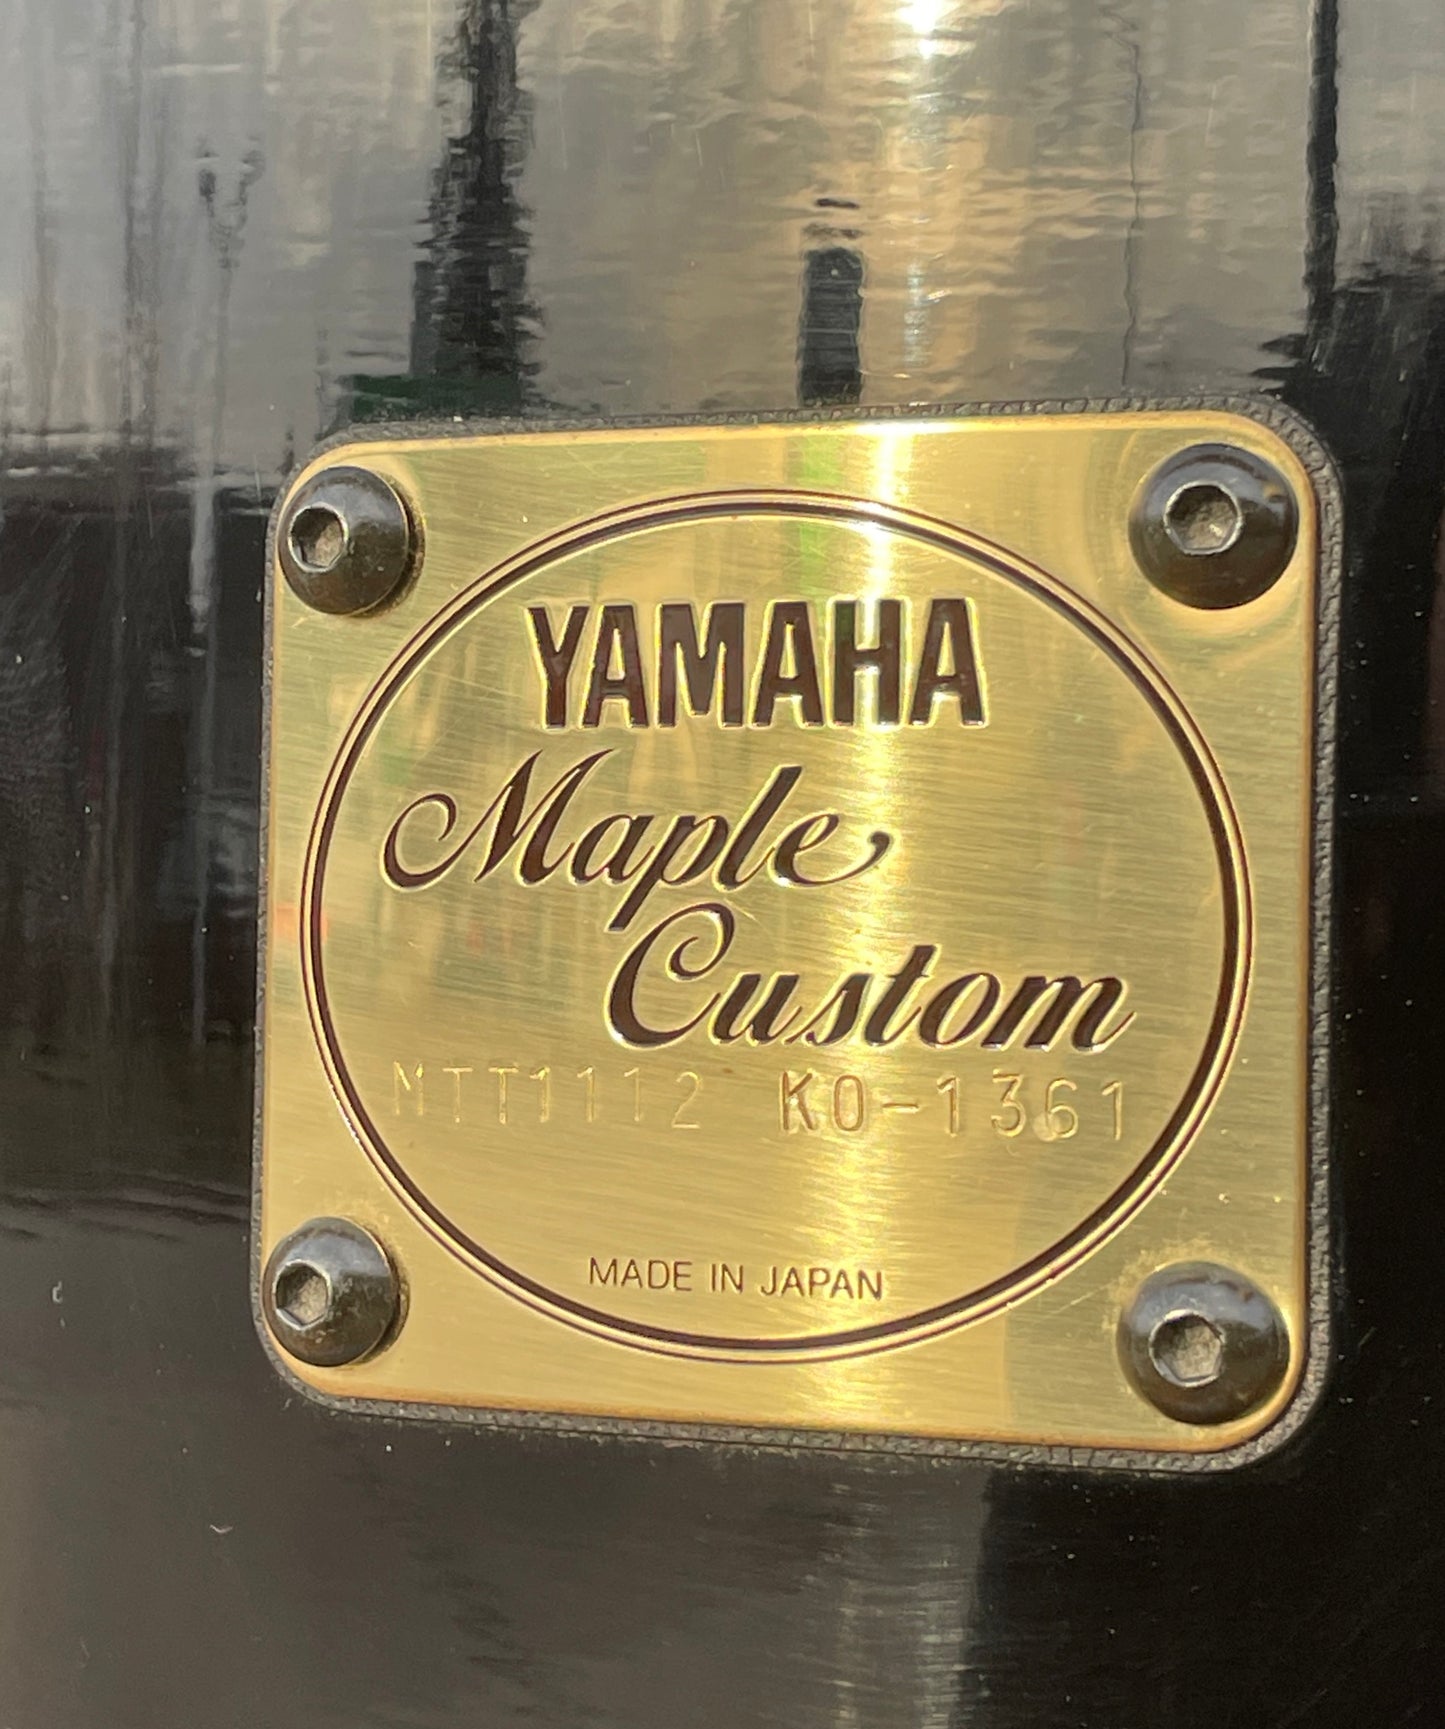 YAMAHA
Maple
Custom
MTT1112 KO-1361
MADE IN JAPAN